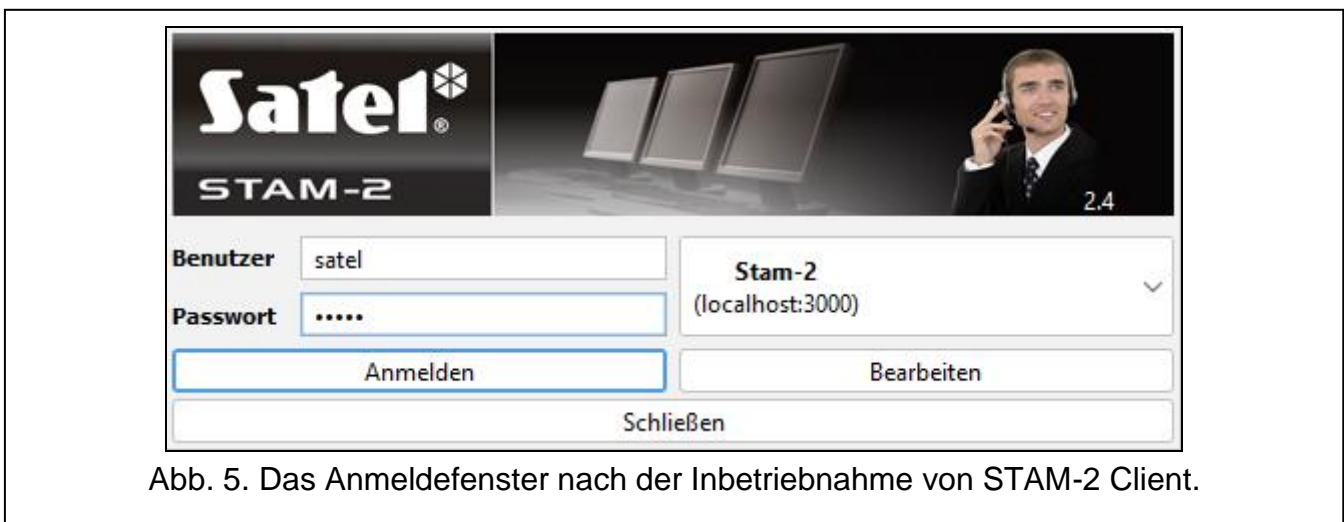 Satel®
STAM-2
2.4
Benutzer satel
Stam-2
(localhost:3000)
Passwort •••••
Anmelden
Bearbeiten
Schließen
Abb. 5. Das Anmeldefenster nach der Inbetriebnahme von STAM-2 Client.